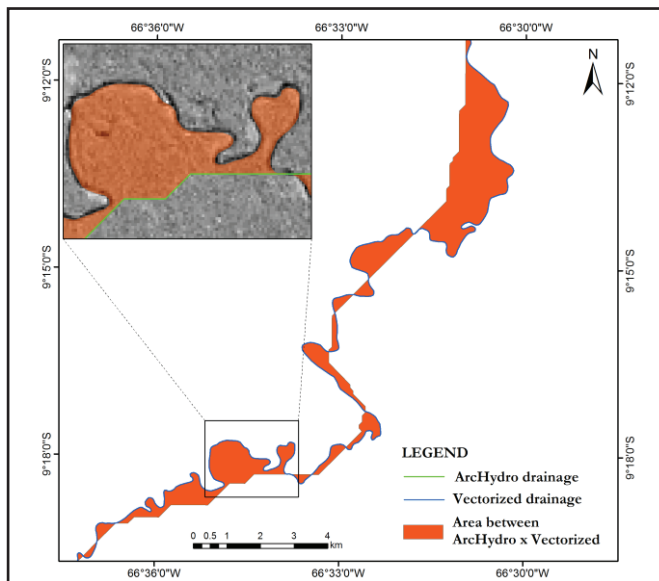 66°36'0"W 66°33'0"W 66°30'0"W
9°12'0"S 9°12'0"S
N
9°15'0"S 9°15'0"S
9°18'0"S 9°18'0"S
LEGEND
ArcHydro drainage
Vectorized drainage
Area between
ArcHydro x Vectorized
0 0.5 1 2 3 4
km
66°36'0"W 66°33'0"W 66°30'0"W